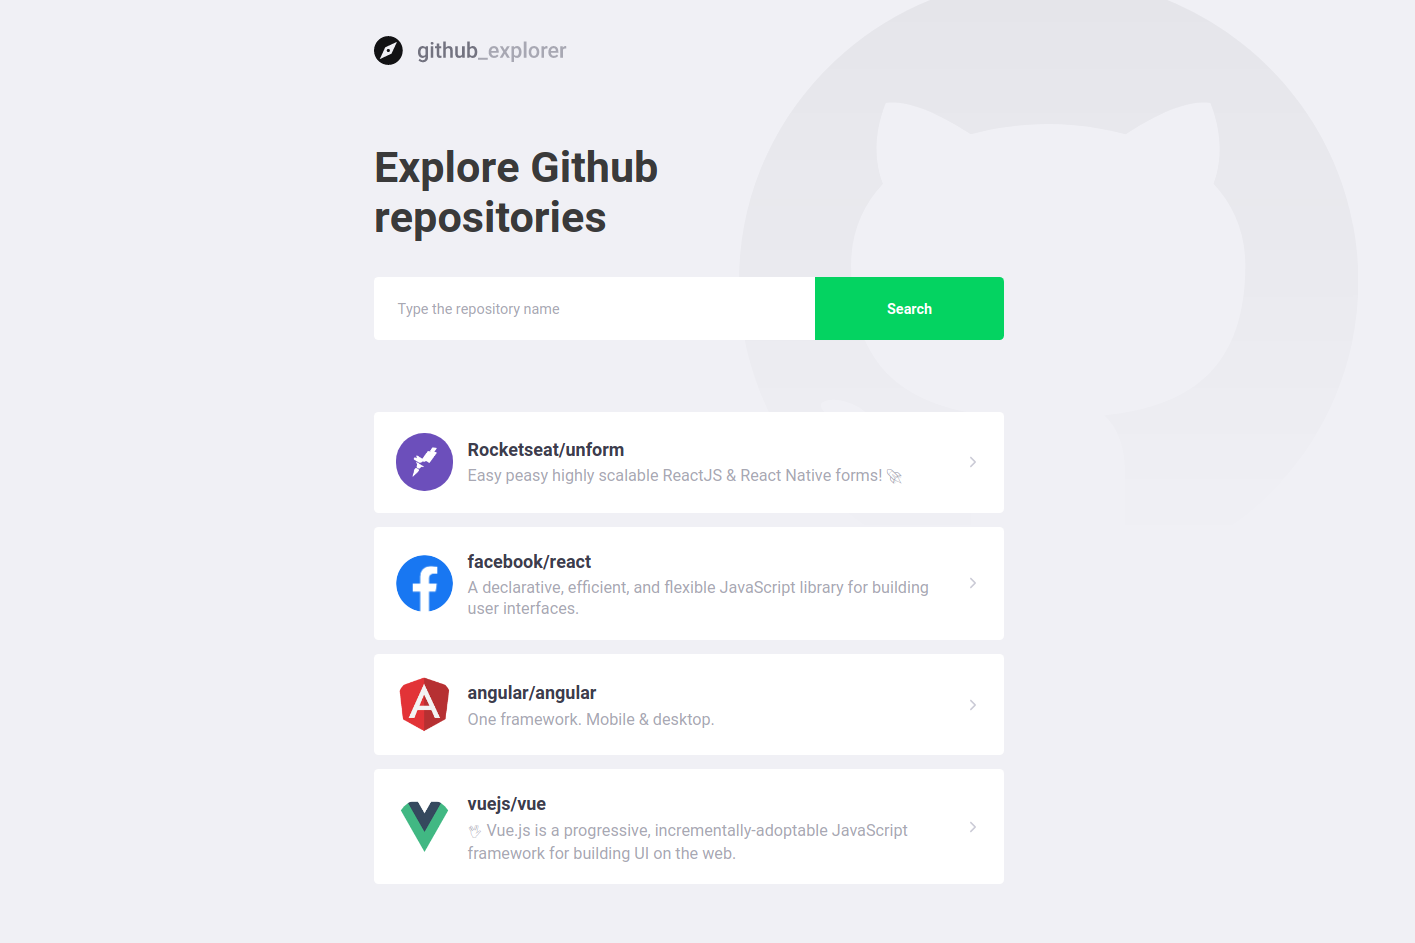 github_explorer
Explore Github
repositories
Type the repository name
Search
Rocketseat/unform
Easy peasy highly scalable ReactJS & React Native forms! 🚀
facebook/react
A declarative, efficient, and flexible JavaScript library for building
user interfaces.
angular/angular
One framework. Mobile & desktop.
vuejs/vue
🖖 Vue.js is a progressive, incrementally-adoptable JavaScript
framework for building UI on the web.